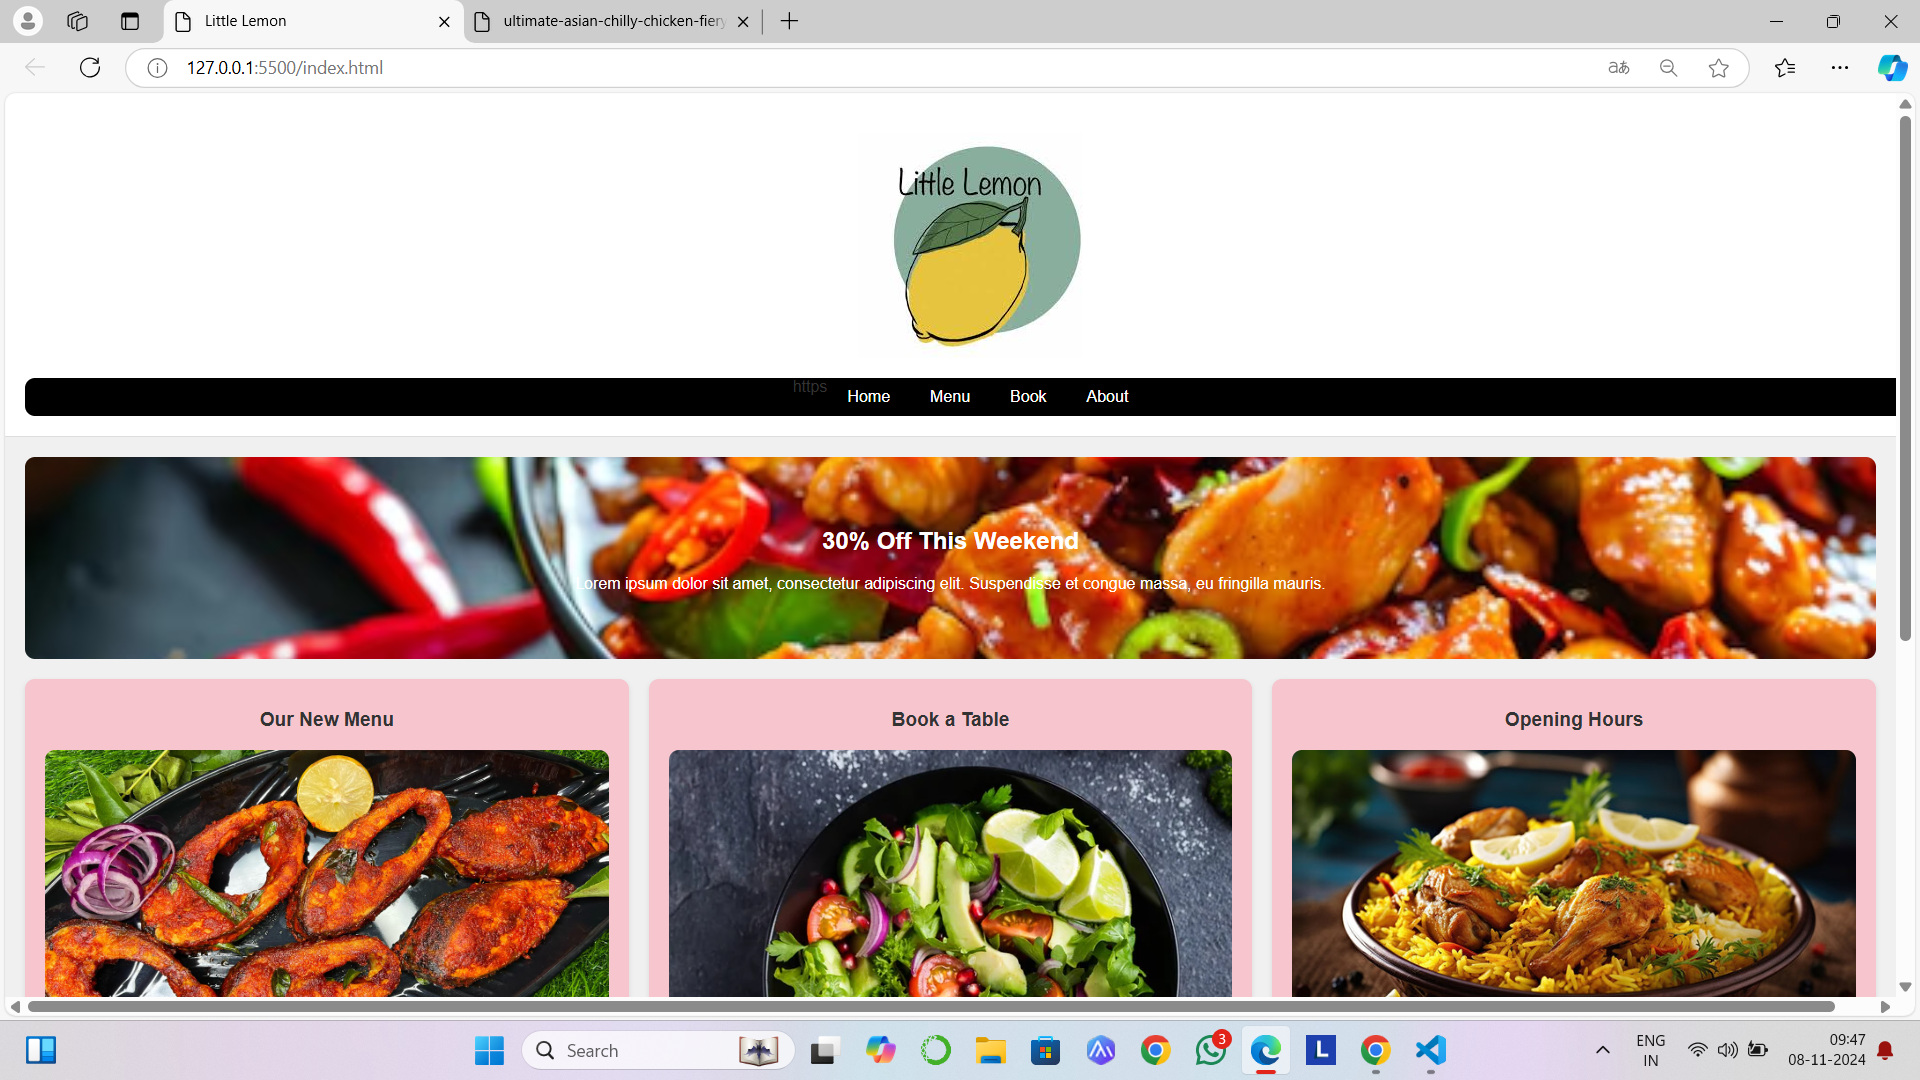 Little Lemon
ultimate-asian-chilly-chicken-fiery
127.0.0.1:5500/index.html
aあ
Little Lemon
https
Home
Menu
Book
About
30% Off This Weekend
Lorem ipsum dolor sit amet, consectetur adipiscing elit. Suspendisse et congue massa, eu fringilla mauris.
Our New Menu
Book a Table
Opening Hours
Search
3
L
ENG
IN
09:47
08-11-2024